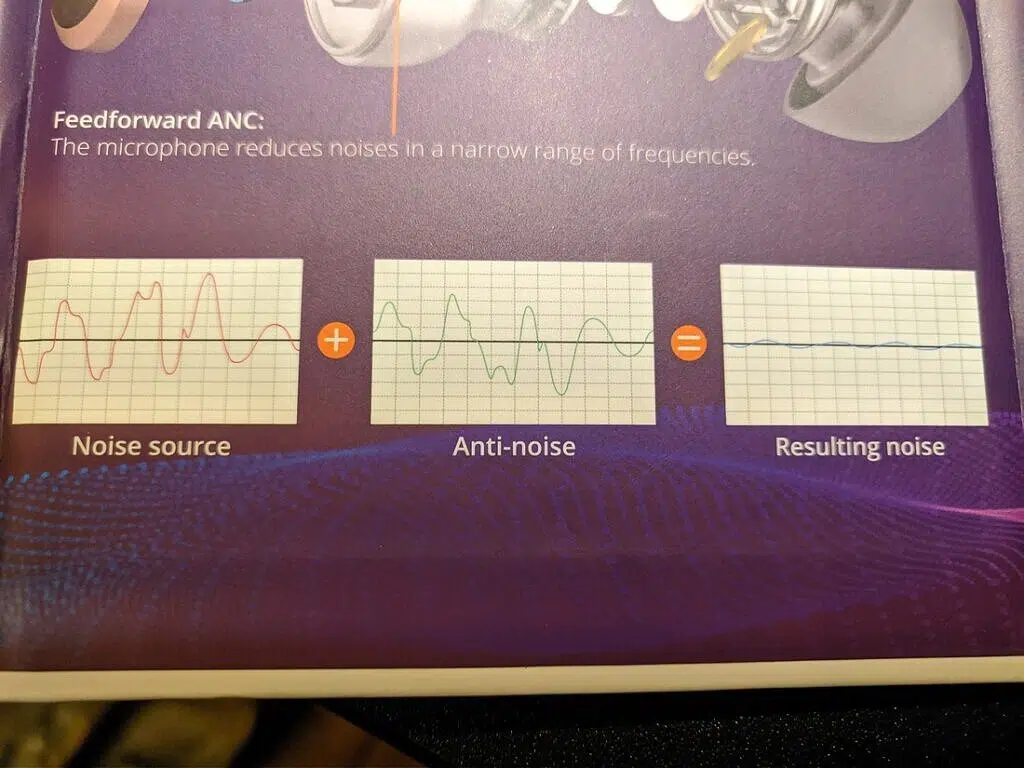 Feedforward ANC:
The microphone reduces noises in a narrow range of frequencies.
+
=
Noise source
Anti-noise
Resulting noise